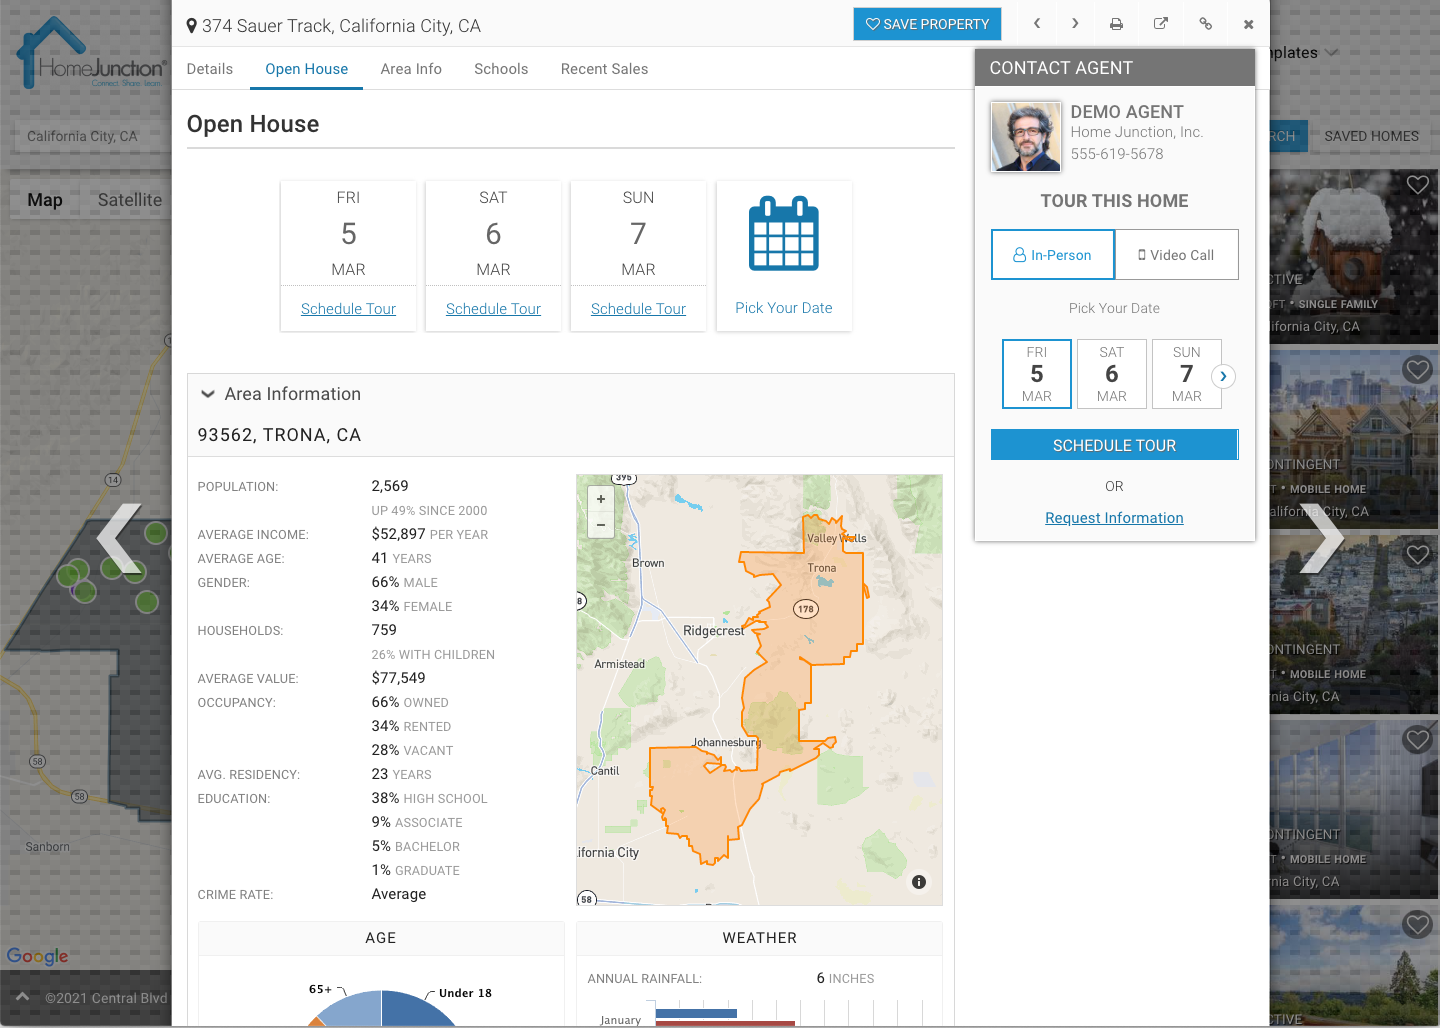 374 Sauer Track, California City, CA
SAVE PROPERTY
Details
Open House
Area Info
Schools
Recent Sales
Open House
FRI
5
MAR
Schedule Tour
SAT
6
MAR
Schedule Tour
SUN
7
MAR
Schedule Tour
Pick Your Date
Area Information
93562, TRONA, CA
POPULATION: 2,569
UP 49% SINCE 2000
AVERAGE INCOME: $52,897 PER YEAR
AVERAGE AGE: 41 YEARS
GENDER: 66% MALE
34% FEMALE
HOUSEHOLDS: 759
26% WITH CHILDREN
AVERAGE VALUE: $77,549
OCCUPANCY: 66% OWNED
34% RENTED
28% VACANT
AVG. RESIDENCY: 23 YEARS
EDUCATION: 38% HIGH SCHOOL
9% ASSOCIATE
5% BACHELOR
1% GRADUATE
CRIME RATE: Average
395
+
−
Valley Wells
Brown
Trona
178
Ridgecrest
Armistead
Johannesburg
Cantil
ifornia City
58
AGE
65+
Under 18
WEATHER
ANNUAL RAINFALL: 6 INCHES
January
CONTACT AGENT
DEMO AGENT
Home Junction, Inc.
555-619-5678
TOUR THIS HOME
In-Person
Video Call
Pick Your Date
FRI
5
MAR
SAT
6
MAR
SUN
7
MAR
SCHEDULE TOUR
OR
Request Information
HomeJunction
Connect. Share. Learn.
California City, CA
Map
Satellite
14
58
58
Sanborn
Google
©2021 Central Blvd
mplates
RCH
SAVED HOMES
CTIVE
QFT • SINGLE FAMILY
lifornia City, CA
ONTINGENT
T • MOBILE HOME
alifornia City, CA
ONTINGENT
T • MOBILE HOME
nia City, CA
ONTINGENT
T • MOBILE HOME
nia City, CA
CTIVE